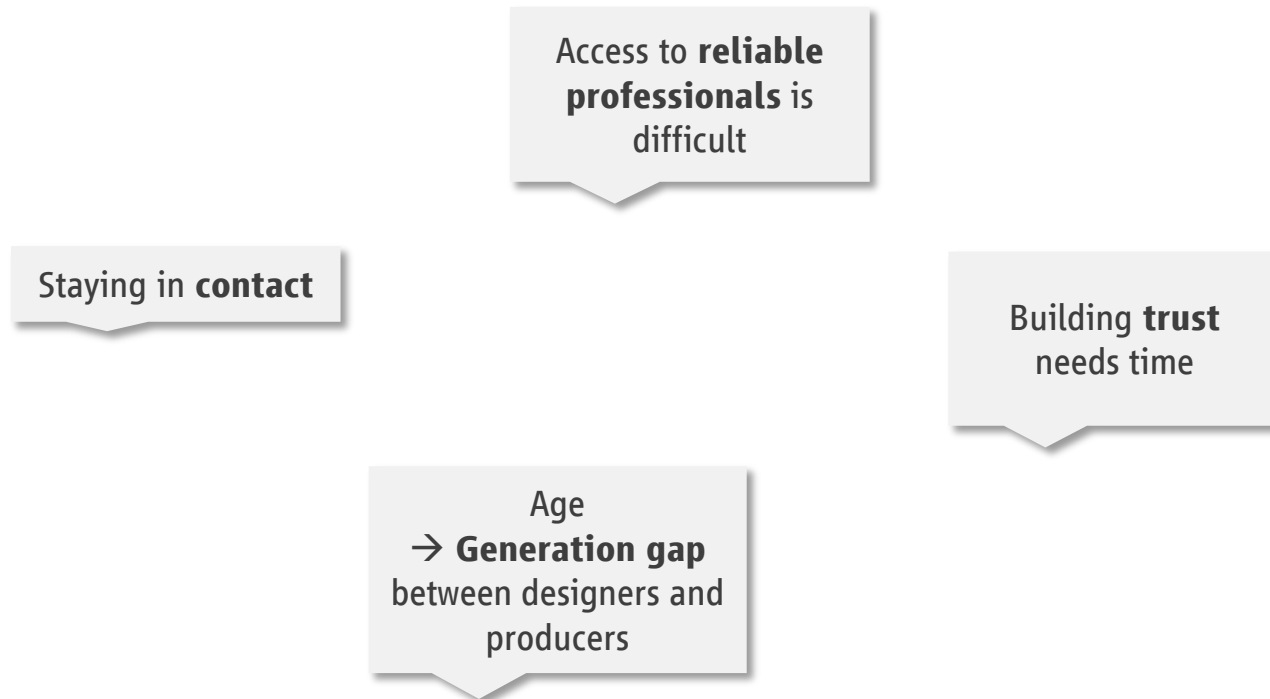 Access to reliable
professionals is
difficult
Staying in contact
Building trust
needs time
Age
→ Generation gap
between designers and
producers